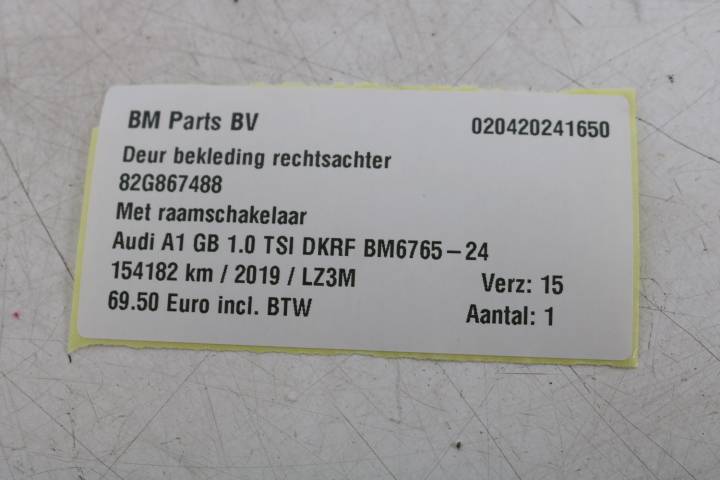 BM Parts BV 020420241650
Deur bekleding rechtsachter
82G867488
Met raamschakelaar
Audi A1 GB 1.0 TSI DKRF BM6765-24
154182 km / 2019 / LZ3M Verz: 15
69.50 Euro incl. BTW Aantal: 1